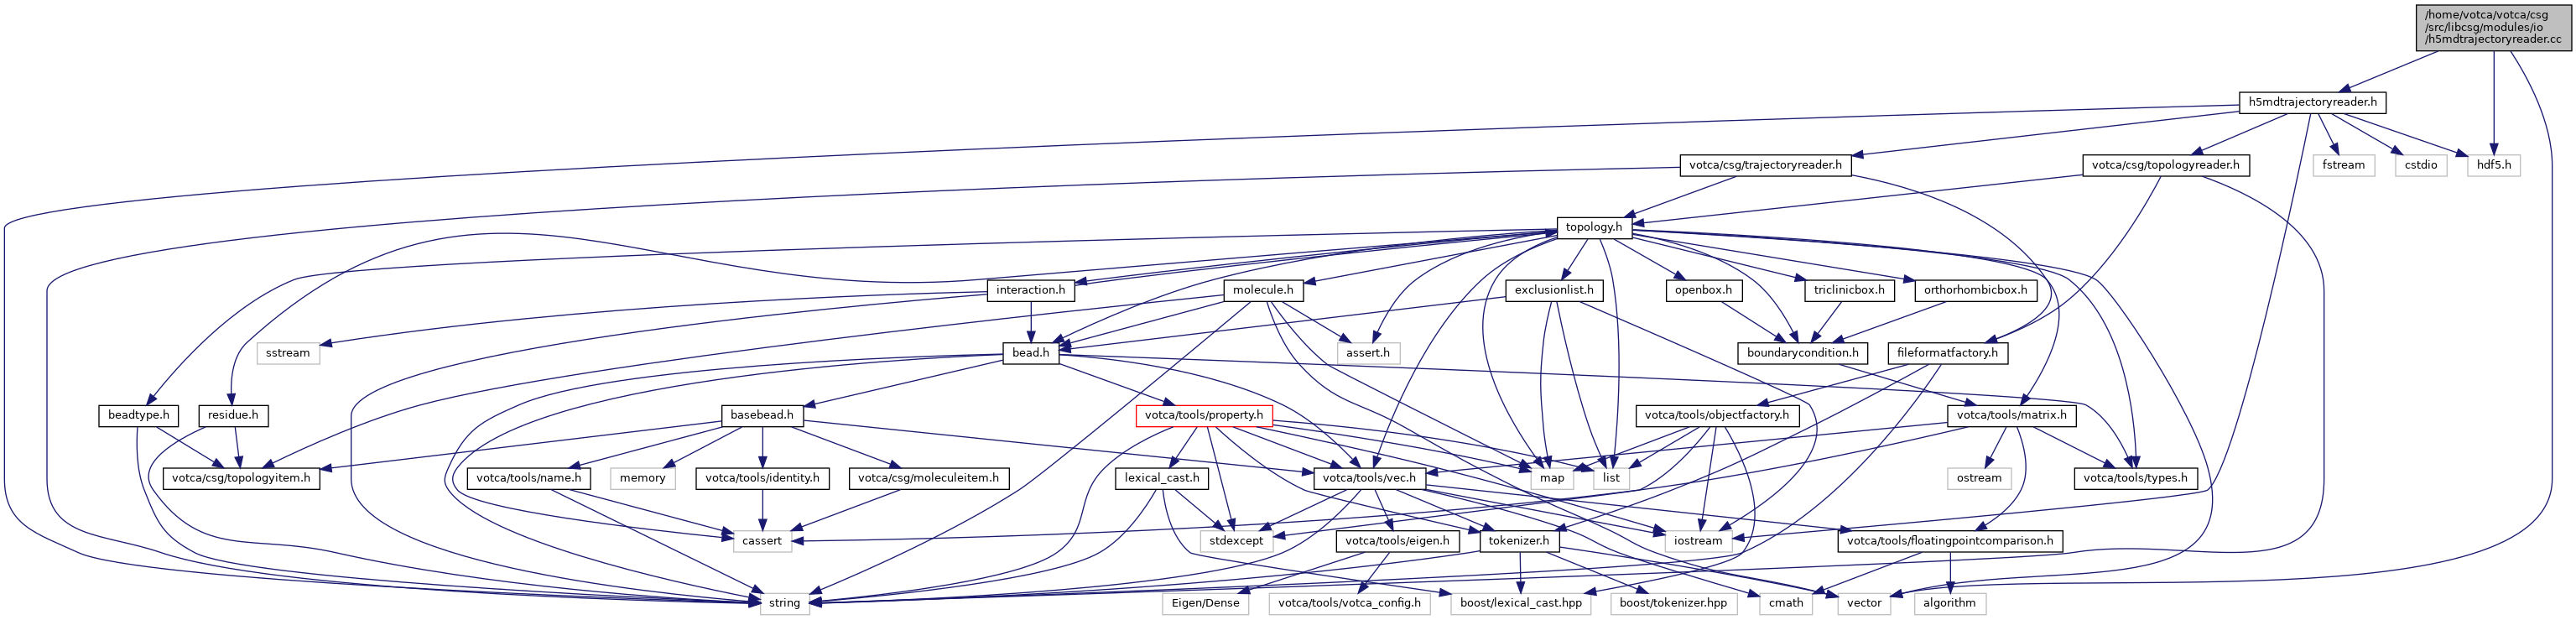 /home/votca/votca/csg
/src/libcsg/modules/io
/h5mdtrajectoryreader.cc
h5mdtrajectoryreader.h
votca/csg/trajectoryreader.h
votca/csg/topologyreader.h
fstream
cstdio
hdf5.h
topology.h
interaction.h
molecule.h
exclusionlist.h
openbox.h
triclinicbox.h
orthorhombicbox.h
sstream
bead.h
assert.h
boundarycondition.h
fileformatfactory.h
beadtype.h
residue.h
basebead.h
votca/tools/property.h
votca/tools/objectfactory.h
votca/tools/matrix.h
votca/csg/topologyitem.h
votca/tools/name.h
memory
votca/tools/identity.h
votca/csg/moleculeitem.h
lexical_cast.h
votca/tools/vec.h
map
list
ostream
votca/tools/types.h
cassert
stdexcept
votca/tools/eigen.h
tokenizer.h
iostream
votca/tools/floatingpointcomparison.h
string
Eigen/Dense
votca/tools/votca_config.h
boost/lexical_cast.hpp
boost/tokenizer.hpp
cmath
vector
algorithm